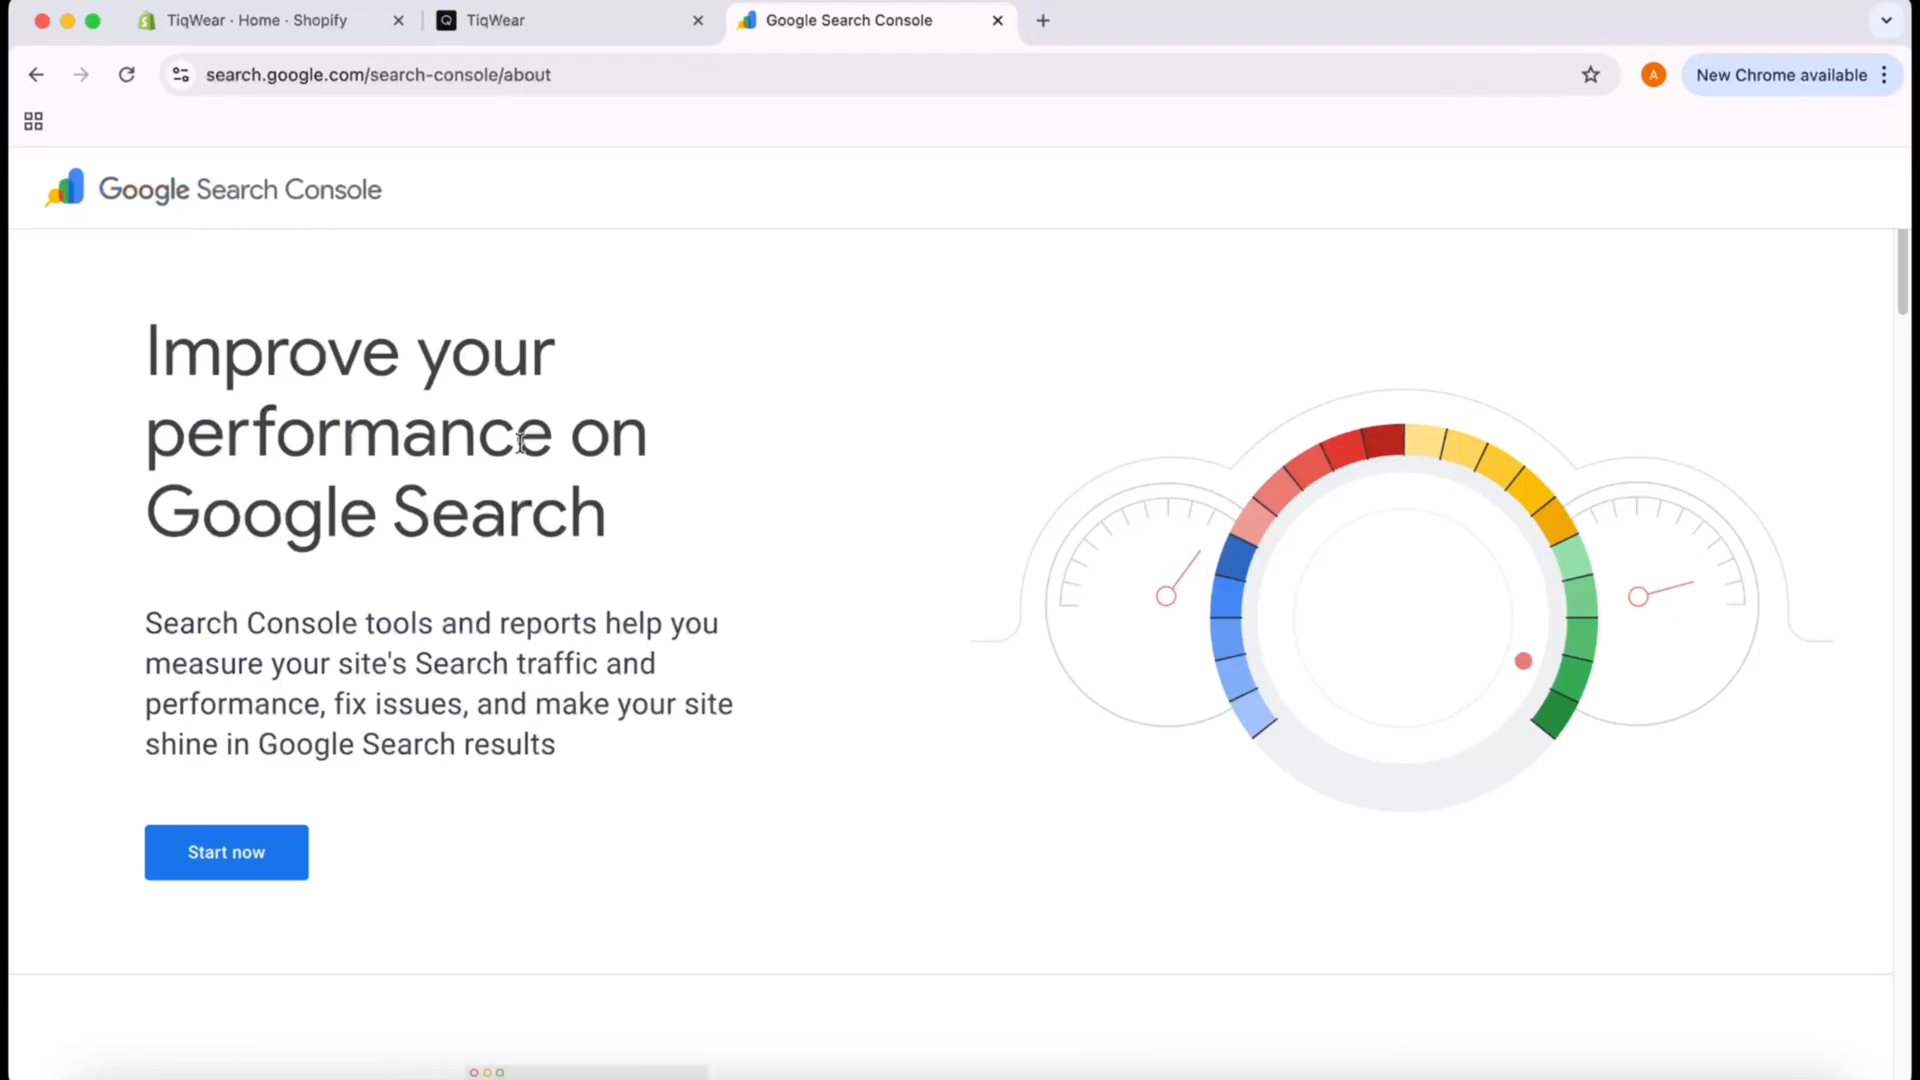 TiqWear · Home · Shopify
TiqWear
Google Search Console
search.google.com/search-console/about
A
New Chrome available
Google Search Console
Improve your
performance on
Google Search
Search Console tools and reports help you
measure your site's Search traffic and
performance, fix issues, and make your site
shine in Google Search results
Start now